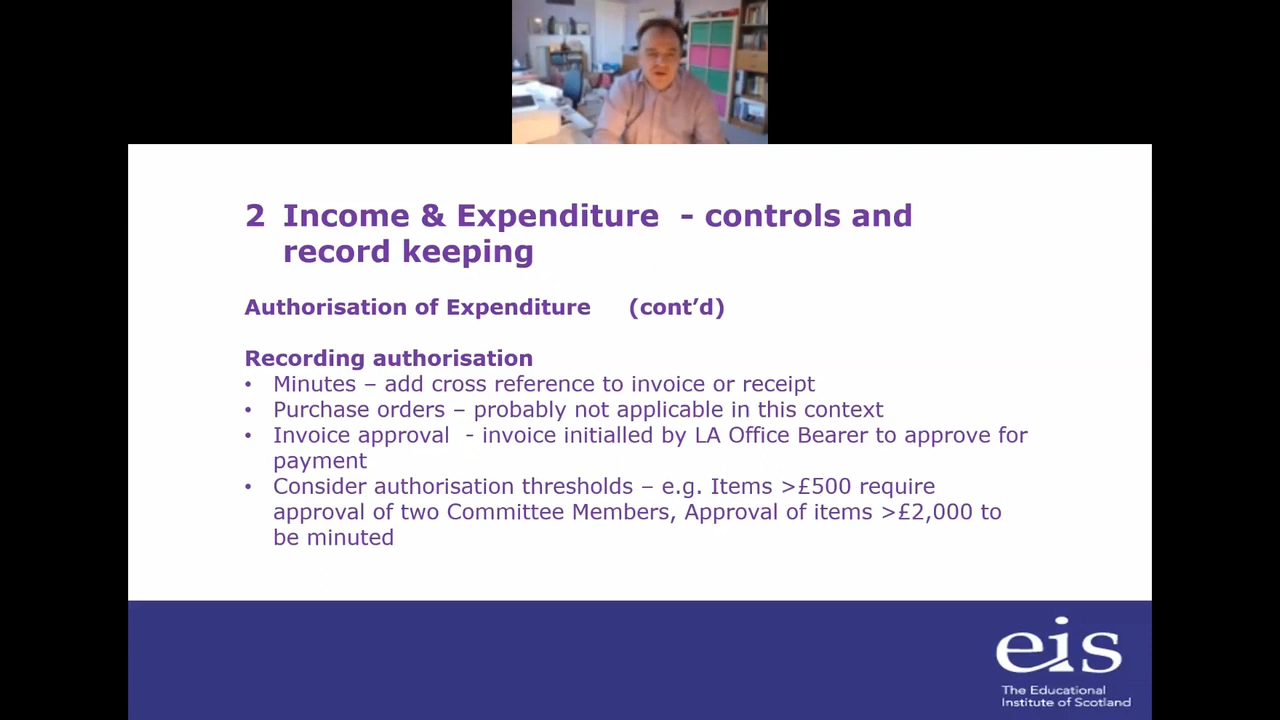 2 Income & Expenditure - controls and
record keeping
Authorisation of Expenditure (cont’d)
Recording authorisation
• Minutes – add cross reference to invoice or receipt
• Purchase orders – probably not applicable in this context
• Invoice approval - invoice initialled by LA Office Bearer to approve for
payment
• Consider authorisation thresholds – e.g. Items >£500 require
approval of two Committee Members, Approval of items >£2,000 to
be minuted
eis
The Educational
Institute of Scotland